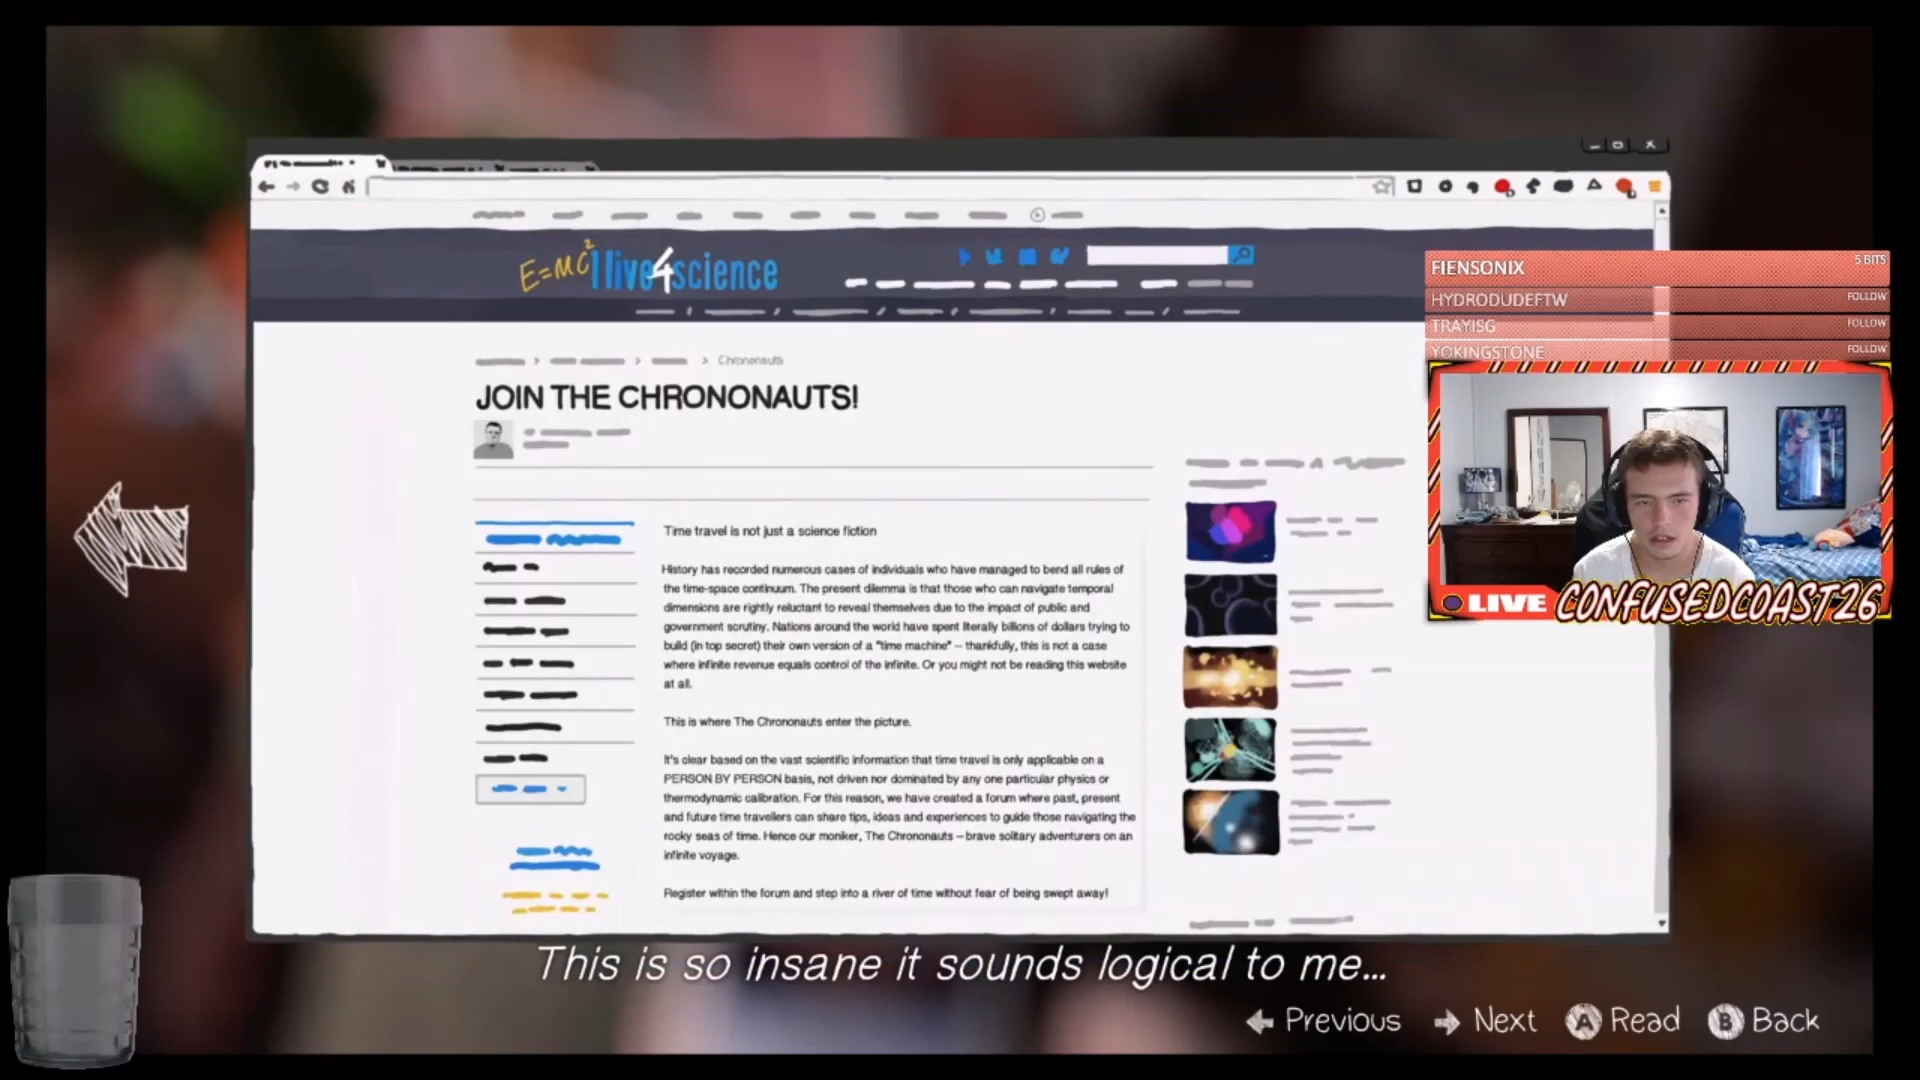 E=MC²
I live4science
Chrononauts
JOIN THE CHRONONAUTS!
Time travel is not just a science fiction
History has recorded numerous cases of individuals who have managed to bend all rules of
the time-space continuum. The present dilemma is that those who can navigate temporal
dimensions are rightly reluctant to reveal themselves due to the impact of public and
government scrutiny. Nations around the world have spent literally billions of dollars trying to
build (in top secret) their own version of a "time machine" – thankfully, this is not a case
where infinite revenue equals control of the infinite. Or you might not be reading this website
at all.
This is where The Chrononauts enter the picture.
It's clear based on the vast scientific information that time travel is only applicable on a
PERSON BY PERSON basis, not driven nor dominated by any one particular physics or
thermodynamic calibration. For this reason, we have created a forum where past, present
and future time travellers can share tips, ideas and experiences to guide those navigating the
rocky seas of time. Hence our moniker, The Chrononauts – brave solitary adventurers on an
infinite voyage.
Register within the forum and step into a river of time without fear of being swept away!
FIENSONIX 5 BITS
HYDRODUDEFTW FOLLOW
TRAYISG FOLLOW
YOKINGSTONE FOLLOW
LIVE CONFUSEDCOAST26
This is so insane it sounds logical to me...
Previous Next A Read B Back